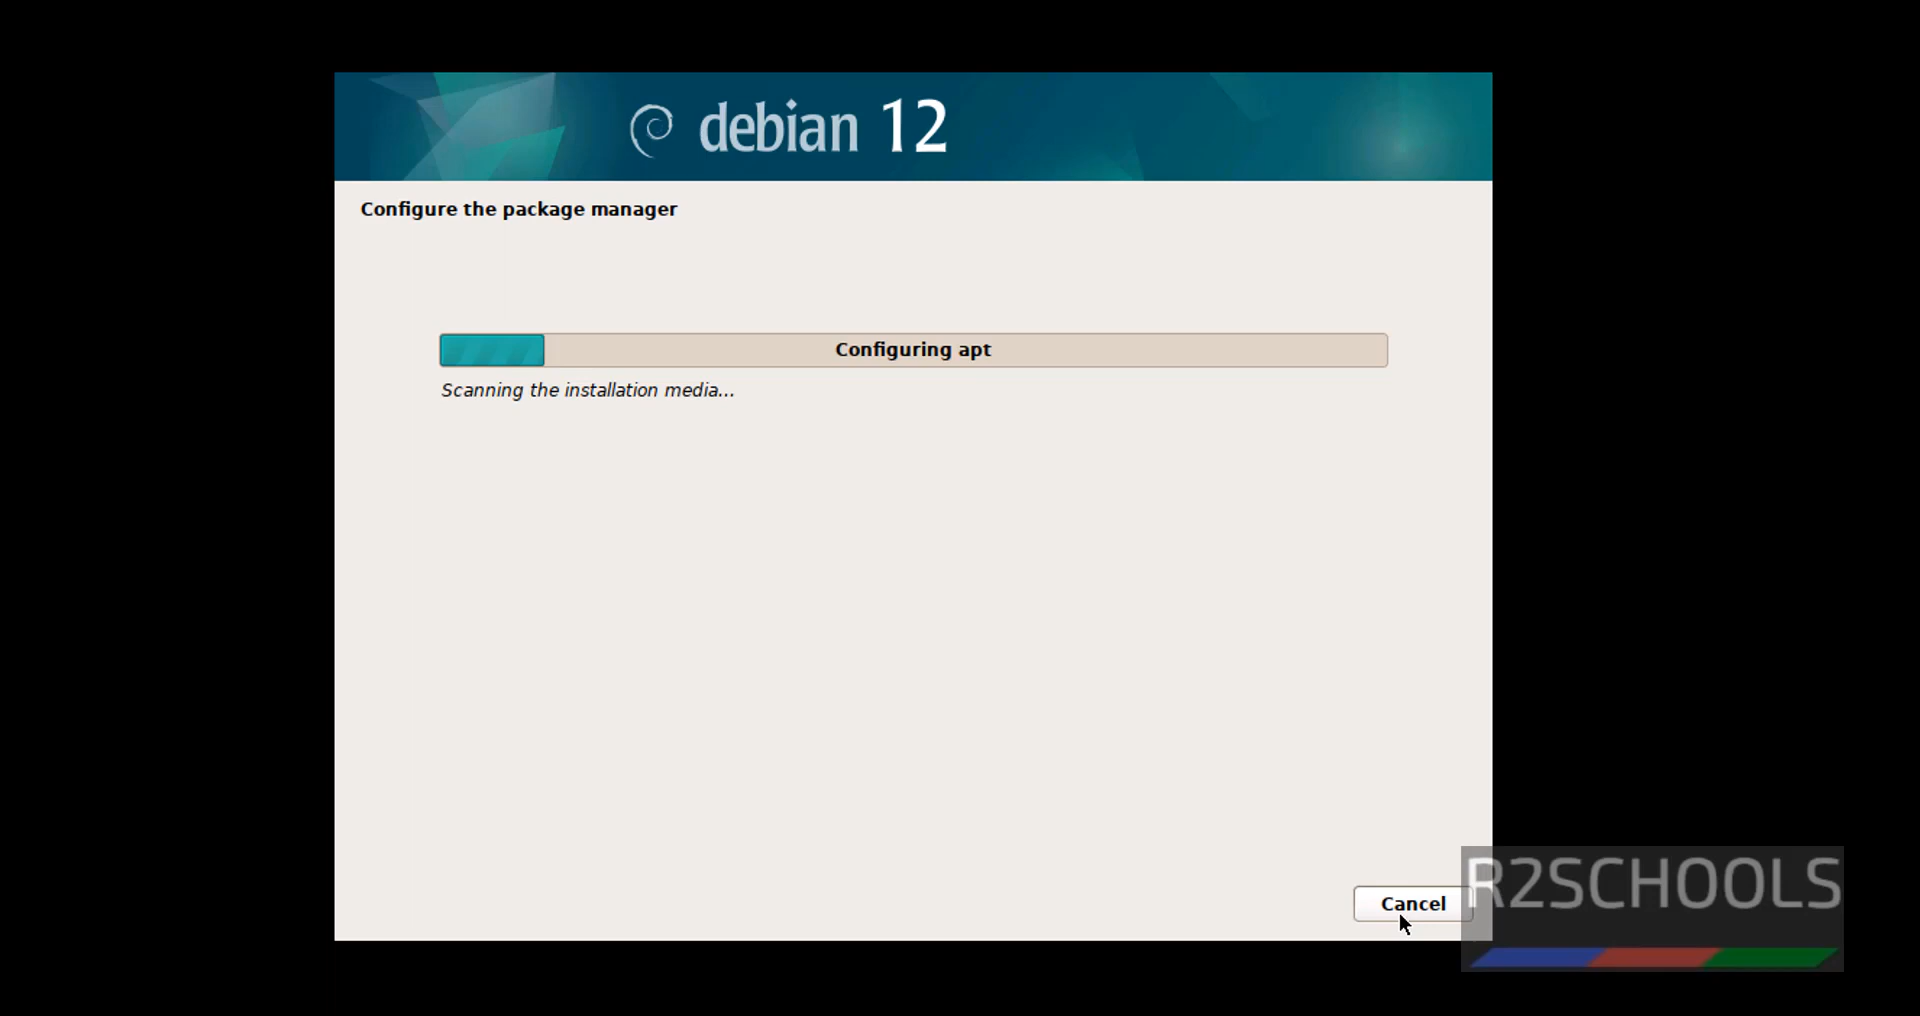 debian 12
Configure the package manager
Configuring apt
Scanning the installation media...
Cancel
R2SCHOOLS